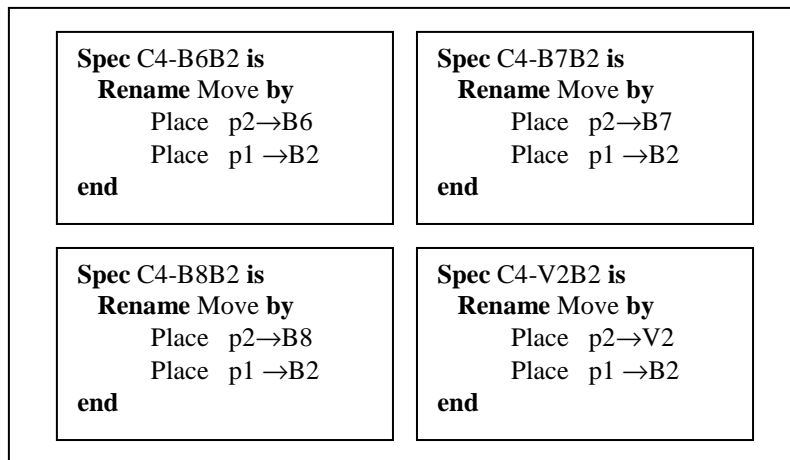 Spec C4-B6B2 is
Rename Move by
Place p2→B6
Place p1 →B2
end
Spec C4-B7B2 is
Rename Move by
Place p2→B7
Place p1 →B2
end
Spec C4-B8B2 is
Rename Move by
Place p2→B8
Place p1 →B2
end
Spec C4-V2B2 is
Rename Move by
Place p2→V2
Place p1 →B2
end